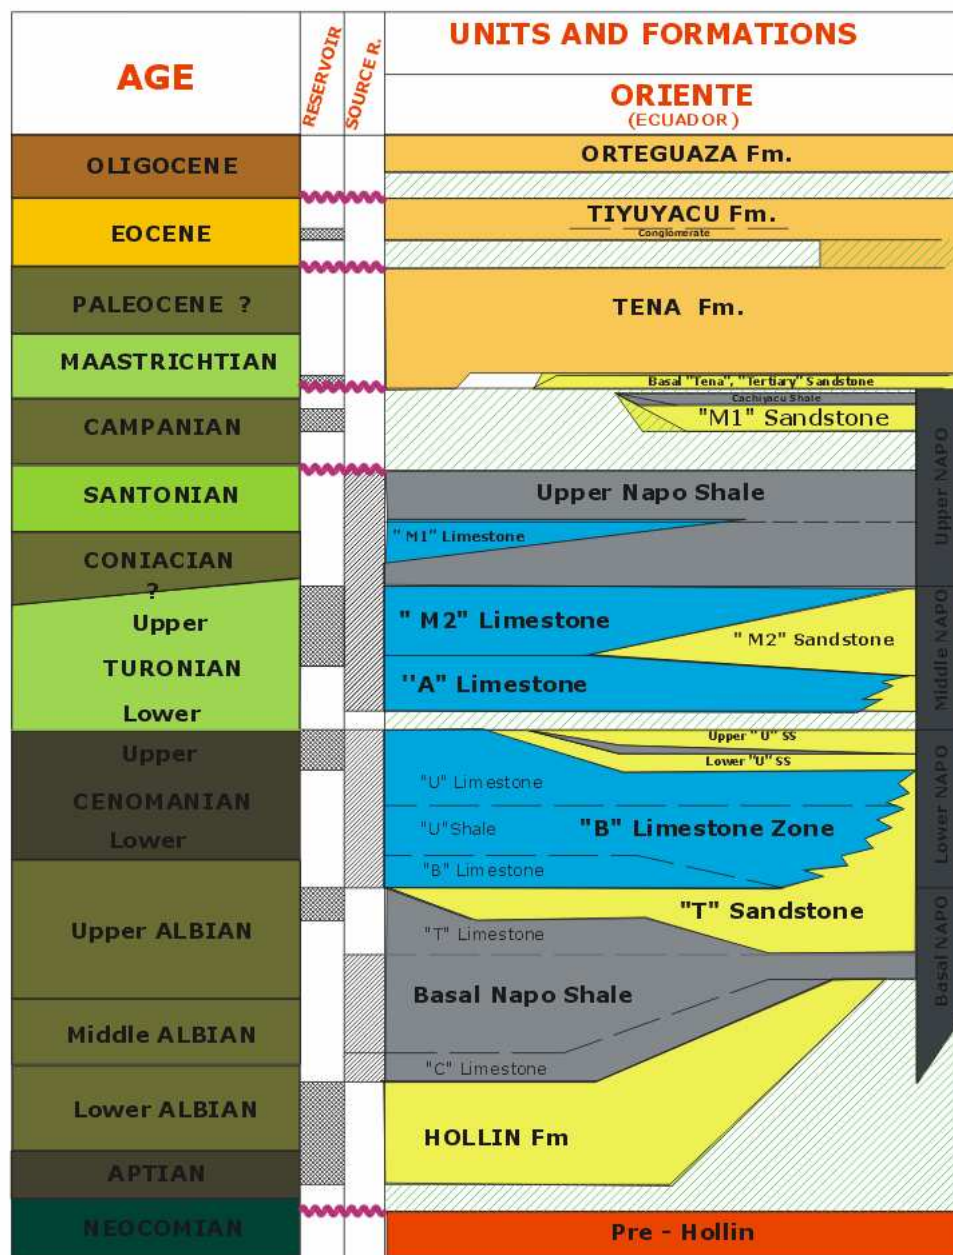 AGE
RESERVOIR
SOURCE R.
UNITS AND FORMATIONS
ORIENTE
(ECUADOR)
OLIGOCENE
ORTEGUAZA Fm.
EOCENE
TIYUYACU Fm.
Conglomerate
PALEOCENE ?
TENA Fm.
MAASTRICHTIAN
Basal "Tena", "Tertiary" Sandstone
Cachiyacu Shale
CAMPANIAN
"M1" Sandstone
SANTONIAN
Upper Napo Shale
Upper NAPO
" M1" Limestone
CONIACIAN
?
Upper
" M2" Limestone
" M2" Sandstone
Middle NAPO
TURONIAN
''A" Limestone
Lower
Upper
Upper " U" SS
Lower "U" SS
"U" Limestone
CENOMANIAN
"U"Shale
"B" Limestone Zone
Lower NAPO
Lower
"B" Limestone
"T" Sandstone
Upper ALBIAN
"T" Limestone
Basal NAPO
Basal Napo Shale
Middle ALBIAN
"C" Limestone
Lower ALBIAN
HOLLIN Fm
APTIAN
NEOCOMIAN
Pre - Hollin